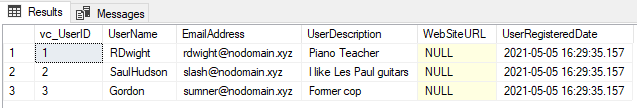 Results Messages
vc_UserID UserName EmailAddress UserDescription WebSiteURL UserRegisteredDate
1 1 RDwight rdwight@nodomain.xyz Piano Teacher NULL 2021-05-05 16:29:35.157
2 2 SaulHudson slash@nodomain.xyz I like Les Paul guitars NULL 2021-05-05 16:29:35.157
3 3 Gordon sumner@nodomain.xyz Former cop NULL 2021-05-05 16:29:35.157